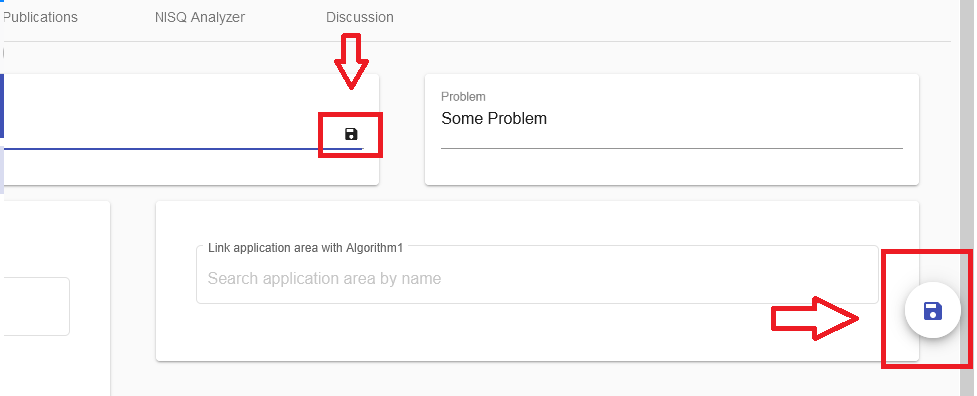 Publications NISQ Analyzer Discussion
Problem
Some Problem
Link application area with Algorithm1
Search application area by name